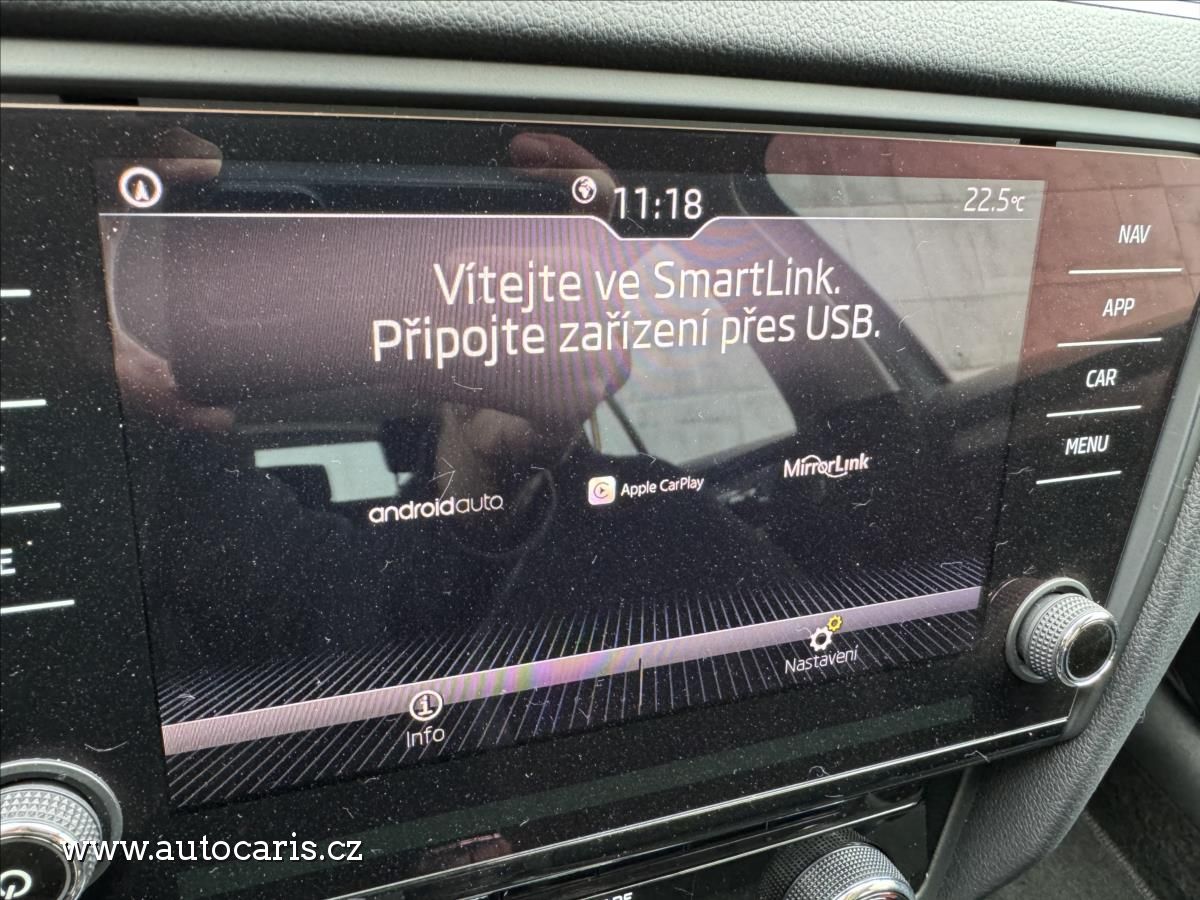 11:18
22.5°C
NAV
Vítejte ve SmartLink.
Připojte zařízení přes USB.
APP
CAR
MENU
androidauto
Apple CarPlay
MirrorLink
Info
Nastavení
www.autocaris.cz